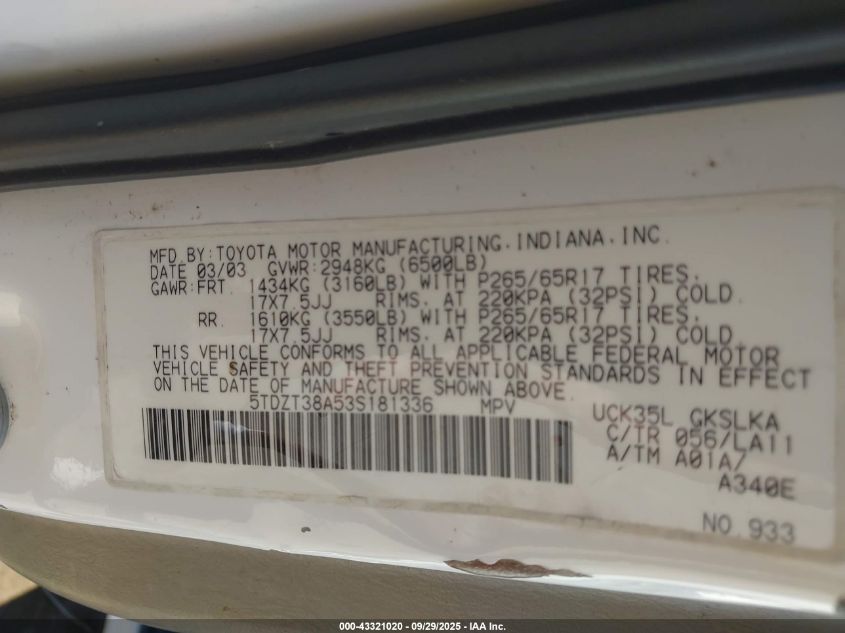 MFD.BY:TOYOTA MOTOR MANUFACTURING.INDIANA.INC.
DATE 03/03 GVWR:2948KG (6500LB)
GAWR:FRT. 1434KG (3160LB) WITH P265/65R17 TIRES.
17X7.5JJ RIMS. AT 220KPA (32PSI) COLD.
RR. 1610KG (3550LB) WITH P265/65R17 TIRES.
17X7.5JJ RIMS. AT 220KPA (32PSI) COLD.
THIS VEHICLE CONFORMS TO ALL APPLICABLE FEDERAL MOTOR
VEHICLE SAFETY AND THEFT PREVENTION STANDARDS IN EFFECT
ON THE DATE OF MANUFACTURE SHOWN ABOVE.
5TDZT38A53S181336 MPV
UCK35L GKSLKA
C/TR 056/LA11
A/TM A01A/
A340E
NO.933
000-43321020 | 09/29/2025 - IAA Inc.